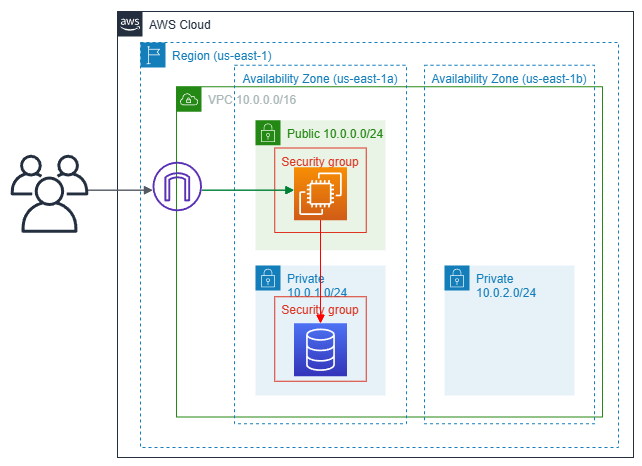 aws
AWS Cloud
Region (us-east-1)
Availability Zone (us-east-1a)
Availability Zone (us-east-1b)
VPC 10.0.0.0/16
Public 10.0.0.0/24
Security group
Private
10.0.1.0/24
Security group
Private
10.0.2.0/24